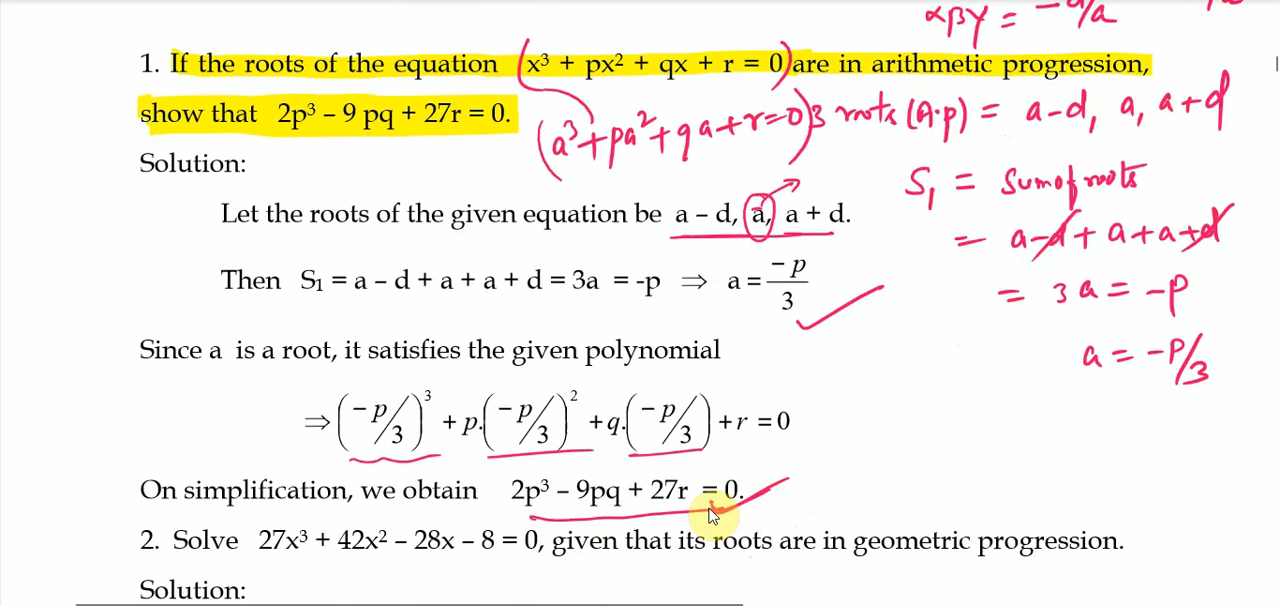 αβγ = -d/a
1. If the roots of the equation (x³ + px² + qx + r = 0) are in arithmetic progression,
show that 2p³ – 9 pq + 27r = 0.
(a³+pa²+qa+r=0) 3 roots (A.p) = a-d, a, a+d
Solution:
S₁ = Sum of roots
Let the roots of the given equation be a – d, a, a + d.
= a-d+a+a+d
Then S₁ = a – d + a + a + d = 3a = -p ⇒ a = -p/3
= 3a = -p
Since a is a root, it satisfies the given polynomial
a = -P/3
⇒ (-p/3)³ + p.(-p/3)² + q.(-p/3) + r = 0
On simplification, we obtain 2p³ – 9pq + 27r = 0.
2. Solve 27x³ + 42x² – 28x – 8 = 0, given that its roots are in geometric progression.
Solution: